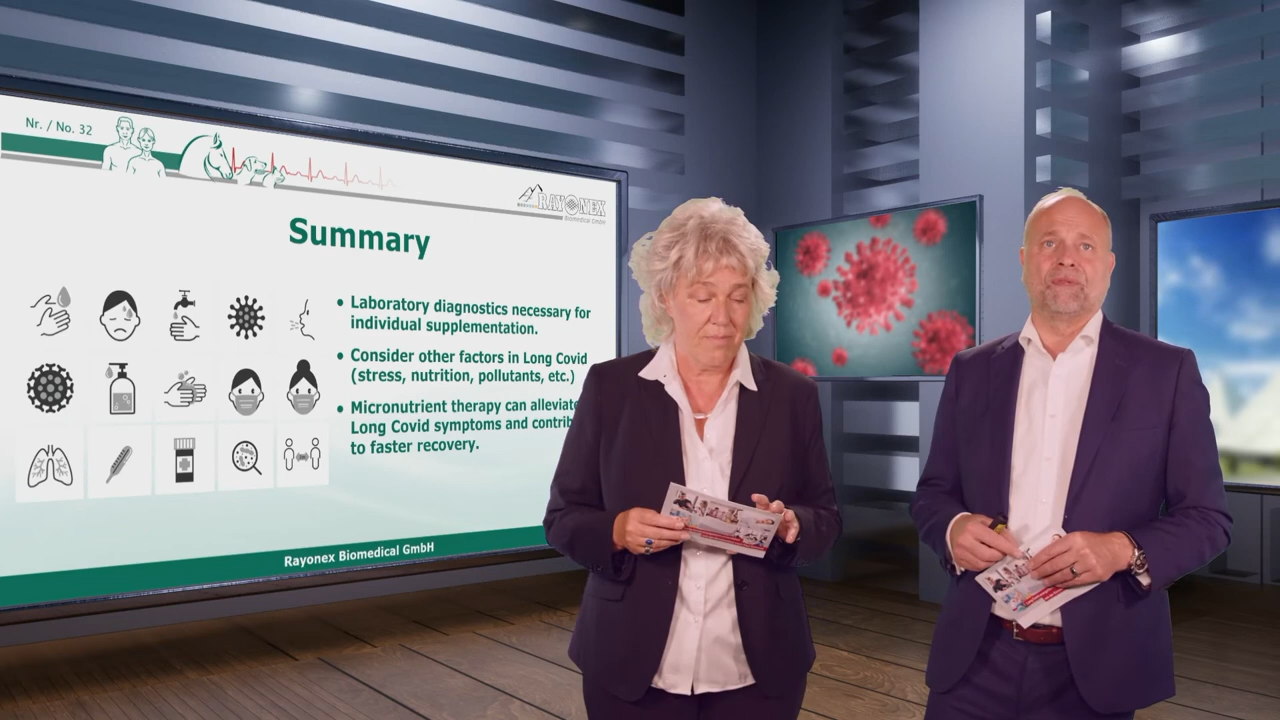 Nr. / No. 32
RAYONEX
Biomedical GmbH
Summary
• Laboratory diagnostics necessary for
individual supplementation.
• Consider other factors in Long Covid
(stress, nutrition, pollutants, etc.)
• Micronutrient therapy can alleviate
Long Covid symptoms and contrib
to faster recovery.
Rayonex Biomedical GmbH